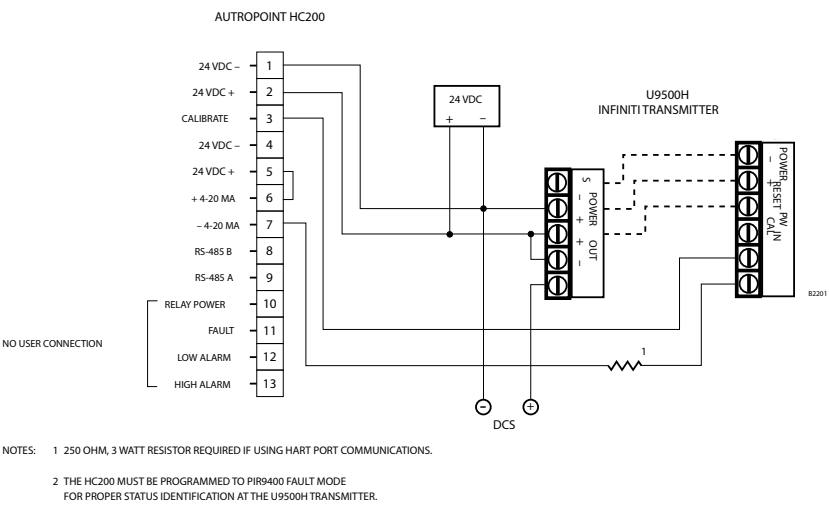 AUTROPOINT HC200
24 VDC – 1
24 VDC + 2
CALIBRATE 3
24 VDC – 4
24 VDC + 5
+ 4-20 MA 6
– 4-20 MA 7
RS-485 B 8
RS-485 A 9
RELAY POWER 10
FAULT 11
LOW ALARM 12
HIGH ALARM 13
NO USER CONNECTION
24 VDC
+ –
U9500H
INFINITI TRANSMITTER
S
– POWER +
+ OUT –
– POWER +
RESET PW
CAL IN
B2201
1
– +
DCS
NOTES: 1 250 OHM, 3 WATT RESISTOR REQUIRED IF USING HART PORT COMMUNICATIONS.
2 THE HC200 MUST BE PROGRAMMED TO PIR9400 FAULT MODE
FOR PROPER STATUS IDENTIFICATION AT THE U9500H TRANSMITTER.